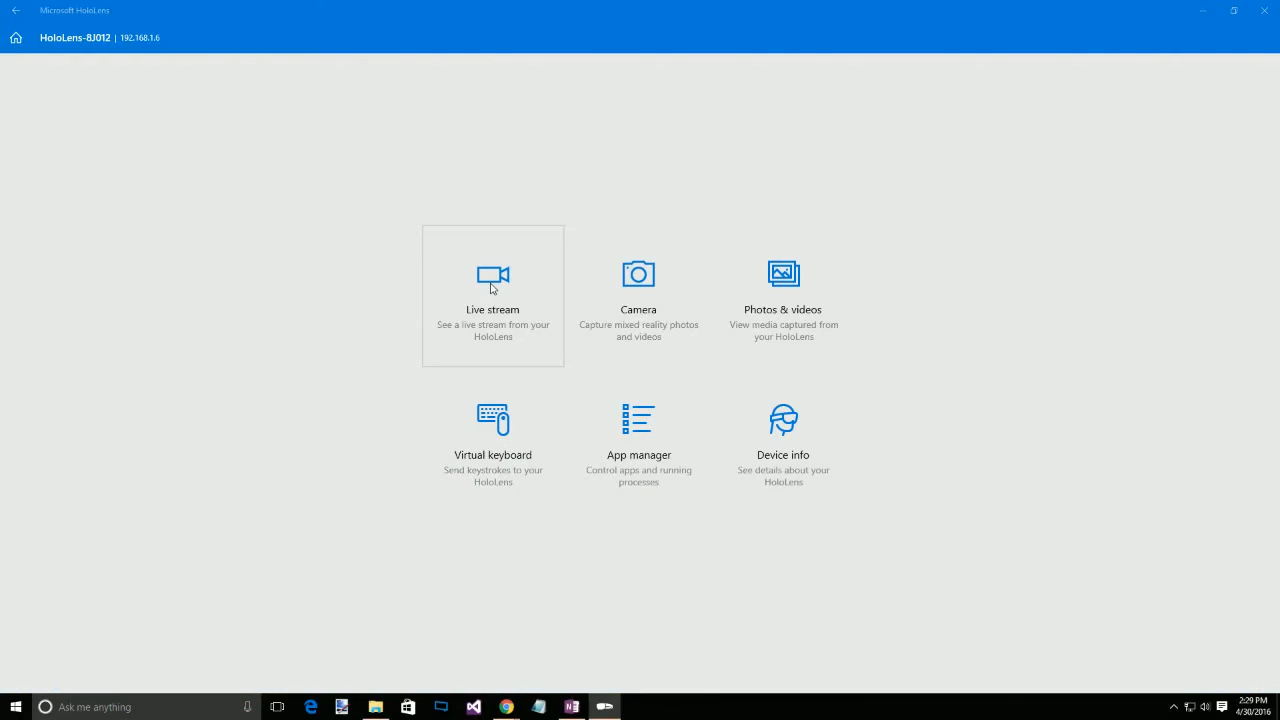 Microsoft HoloLens
HoloLens-8J012 | 192.168.1.6
Live stream
See a live stream from your
HoloLens
Camera
Capture mixed reality photos
and videos
Photos & videos
View media captured from
your HoloLens
Virtual keyboard
Send keystrokes to your
HoloLens
App manager
Control apps and running
processes
Device info
See details about your
HoloLens
Ask me anything
2:29 PM
4/30/2016